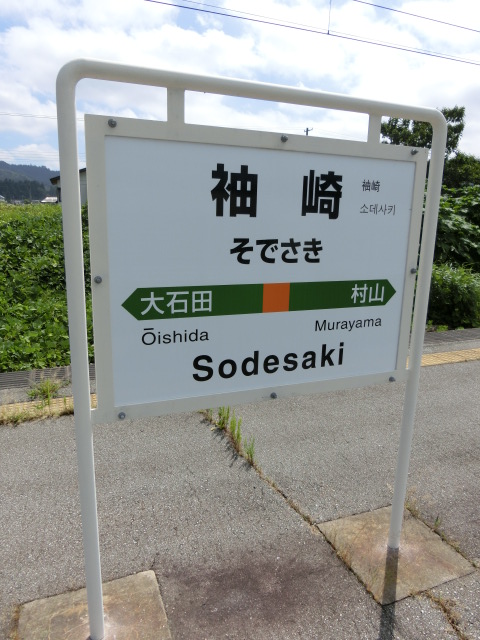 袖崎
袖崎
소데사키
そでさき
大石田 村山
Ōishida Murayama
Sodesaki